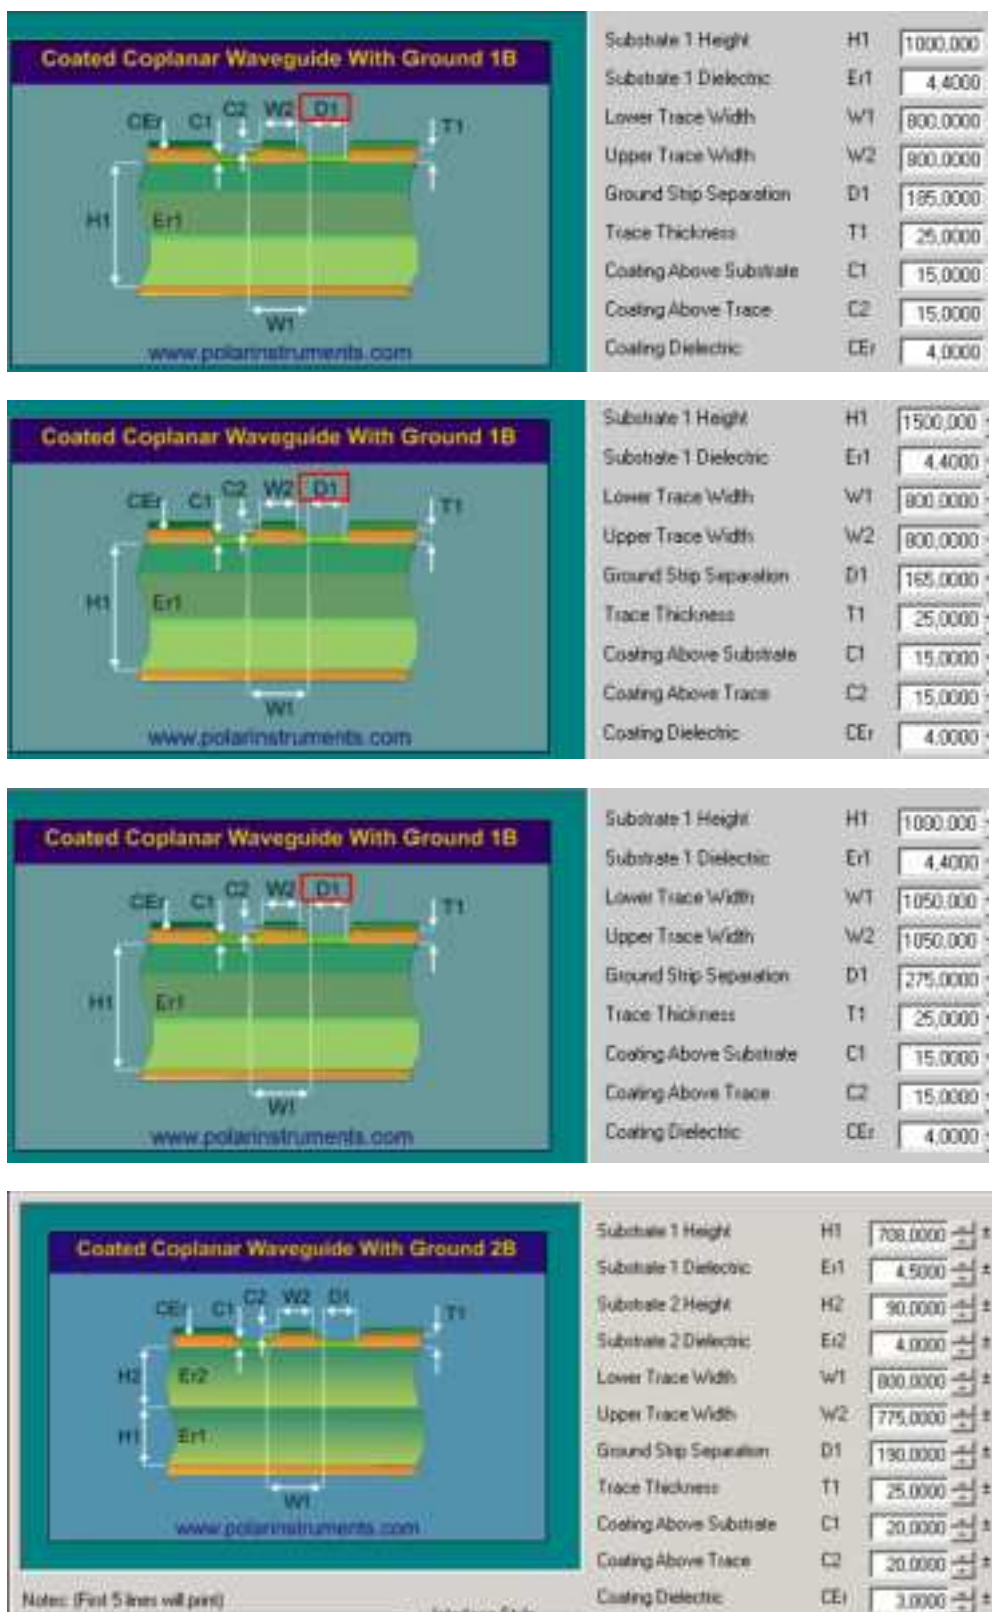 Coated Coplanar Waveguide With Ground 1B
CEr C1 C2 W2 D1 T1
H1 Er1
W1
www.polarinstruments.com
Substrate 1 Height H1 1000,000
Substrate 1 Dielectric Er1 4,4000
Lower Trace Width W1 800,0000
Upper Trace Width W2 800,0000
Ground Strip Separation D1 185,0000
Trace Thickness T1 25,0000
Coating Above Substrate C1 15,0000
Coating Above Trace C2 15,0000
Coating Dielectric CEr 4,0000
Coated Coplanar Waveguide With Ground 1B
CEr C1 C2 W2 D1 T1
H1 Er1
W1
www.polarinstruments.com
Substrate 1 Height H1 1500,000
Substrate 1 Dielectric Er1 4,4000
Lower Trace Width W1 800,0000
Upper Trace Width W2 800,0000
Ground Strip Separation D1 165,0000
Trace Thickness T1 25,0000
Coating Above Substrate C1 15,0000
Coating Above Trace C2 15,0000
Coating Dielectric CEr 4,0000
Coated Coplanar Waveguide With Ground 1B
CEr C1 C2 W2 D1 T1
H1 Er1
W1
www.polarinstruments.com
Substrate 1 Height H1 1000,000
Substrate 1 Dielectric Er1 4,4000
Lower Trace Width W1 1050,000
Upper Trace Width W2 1050,000
Ground Strip Separation D1 275,0000
Trace Thickness T1 25,0000
Coating Above Substrate C1 15,0000
Coating Above Trace C2 15,0000
Coating Dielectric CEr 4,0000
Coated Coplanar Waveguide With Ground 2B
CEr C1 C2 W2 D1 T1
H2 Er2
H1 Er1
W1
www.polarinstruments.com
Substrate 1 Height H1 708,0000 ±
Substrate 1 Dielectric Er1 4,5000 ±
Substrate 2 Height H2 90,0000 ±
Substrate 2 Dielectric Er2 4,0000 ±
Lower Trace Width W1 800,0000 ±
Upper Trace Width W2 775,0000 ±
Ground Strip Separation D1 190,0000 ±
Trace Thickness T1 25,0000 ±
Coating Above Substrate C1 20,0000 ±
Coating Above Trace C2 20,0000 ±
Coating Dielectric CEr 3,0000 ±
Notes: (First 5 lines will print)